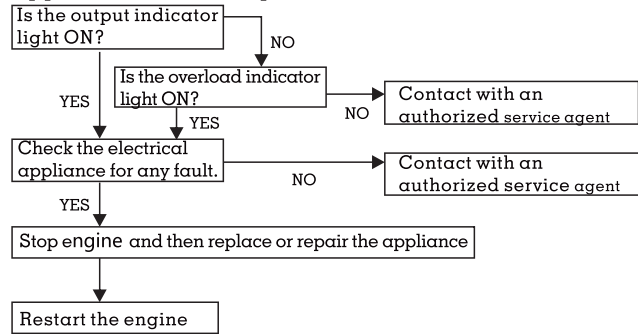 Is the output indicator
light ON?
NO
Is the overload indicator
light ON?
YES
NO
Contact with an
authorized service agent
YES
Check the electrical
appliance for any fault.
NO
Contact with an
authorized service agent
YES
Stop engine and then replace or repair the appliance
Restart the engine